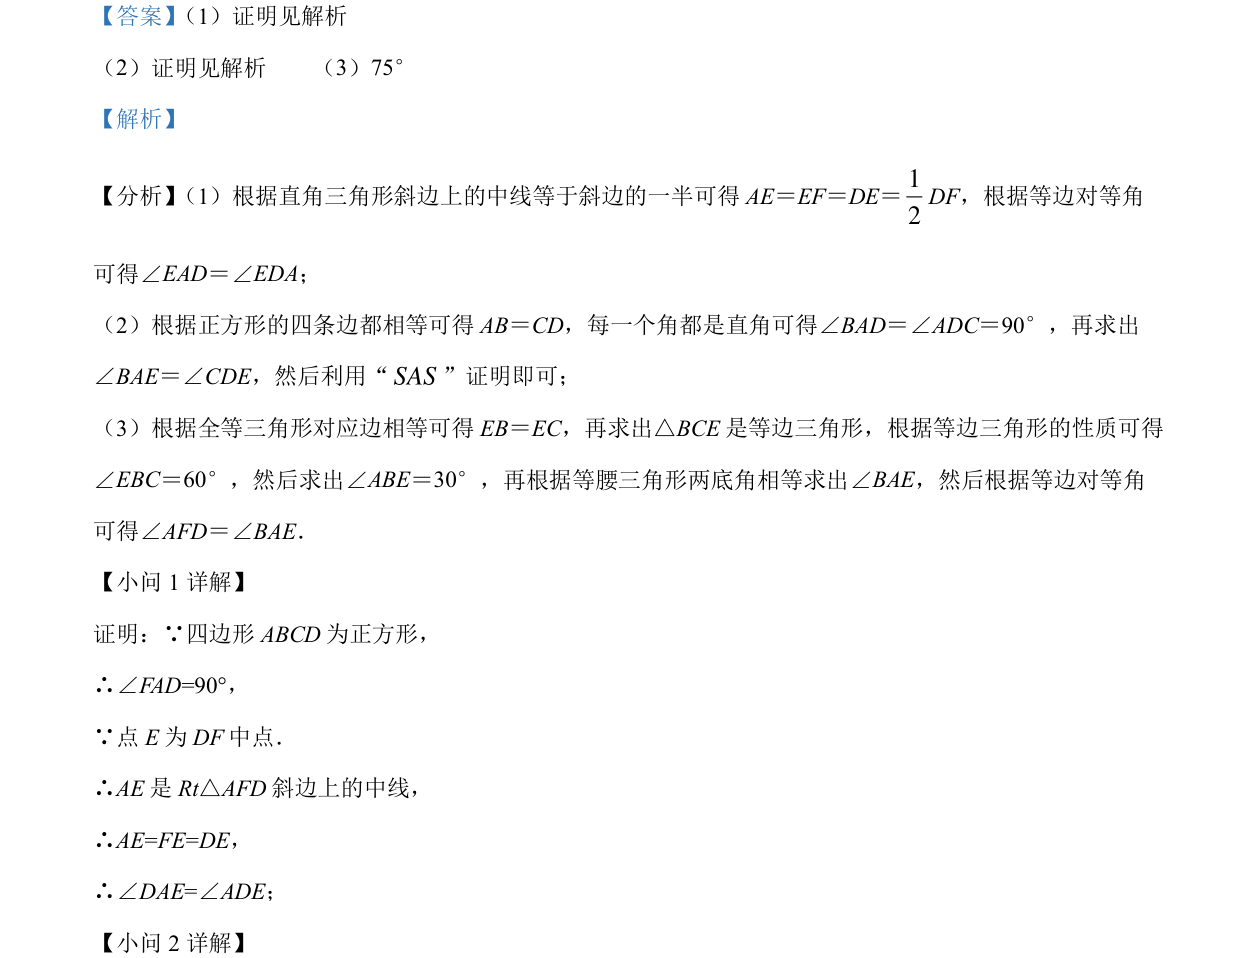 【答案】（1）证明见解析
（2）证明见解析　　（3）75°
【解析】
【分析】（1）根据直角三角形斜边上的中线等于斜边的一半可得 AE＝EF＝DE＝1/2 DF，根据等边对等角
可得∠EAD＝∠EDA；
（2）根据正方形的四条边都相等可得 AB＝CD，每一个角都是直角可得∠BAD＝∠ADC＝90°，再求出
∠BAE＝∠CDE，然后利用“SAS”证明即可；
（3）根据全等三角形对应边相等可得 EB＝EC，再求出△BCE 是等边三角形，根据等边三角形的性质可得
∠EBC＝60°，然后求出∠ABE＝30°，再根据等腰三角形两底角相等求出∠BAE，然后根据等边对等角
可得∠AFD＝∠BAE．
【小问 1 详解】
证明：∵四边形 ABCD 为正方形，
∴∠FAD=90°，
∵点 E 为 DF 中点．
∴AE 是 Rt△AFD 斜边上的中线，
∴AE=FE=DE，
∴∠DAE=∠ADE；
【小问 2 详解】